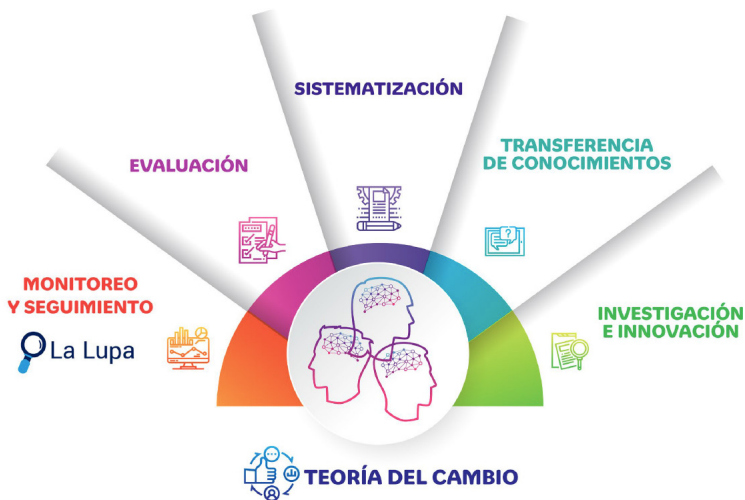 SISTEMATIZACIÓN
EVALUACIÓN
TRANSFERENCIA
DE CONOCIMIENTOS
MONITOREO
Y SEGUIMIENTO
La Lupa
INVESTIGACIÓN
E INNOVACIÓN
TEORÍA DEL CAMBIO